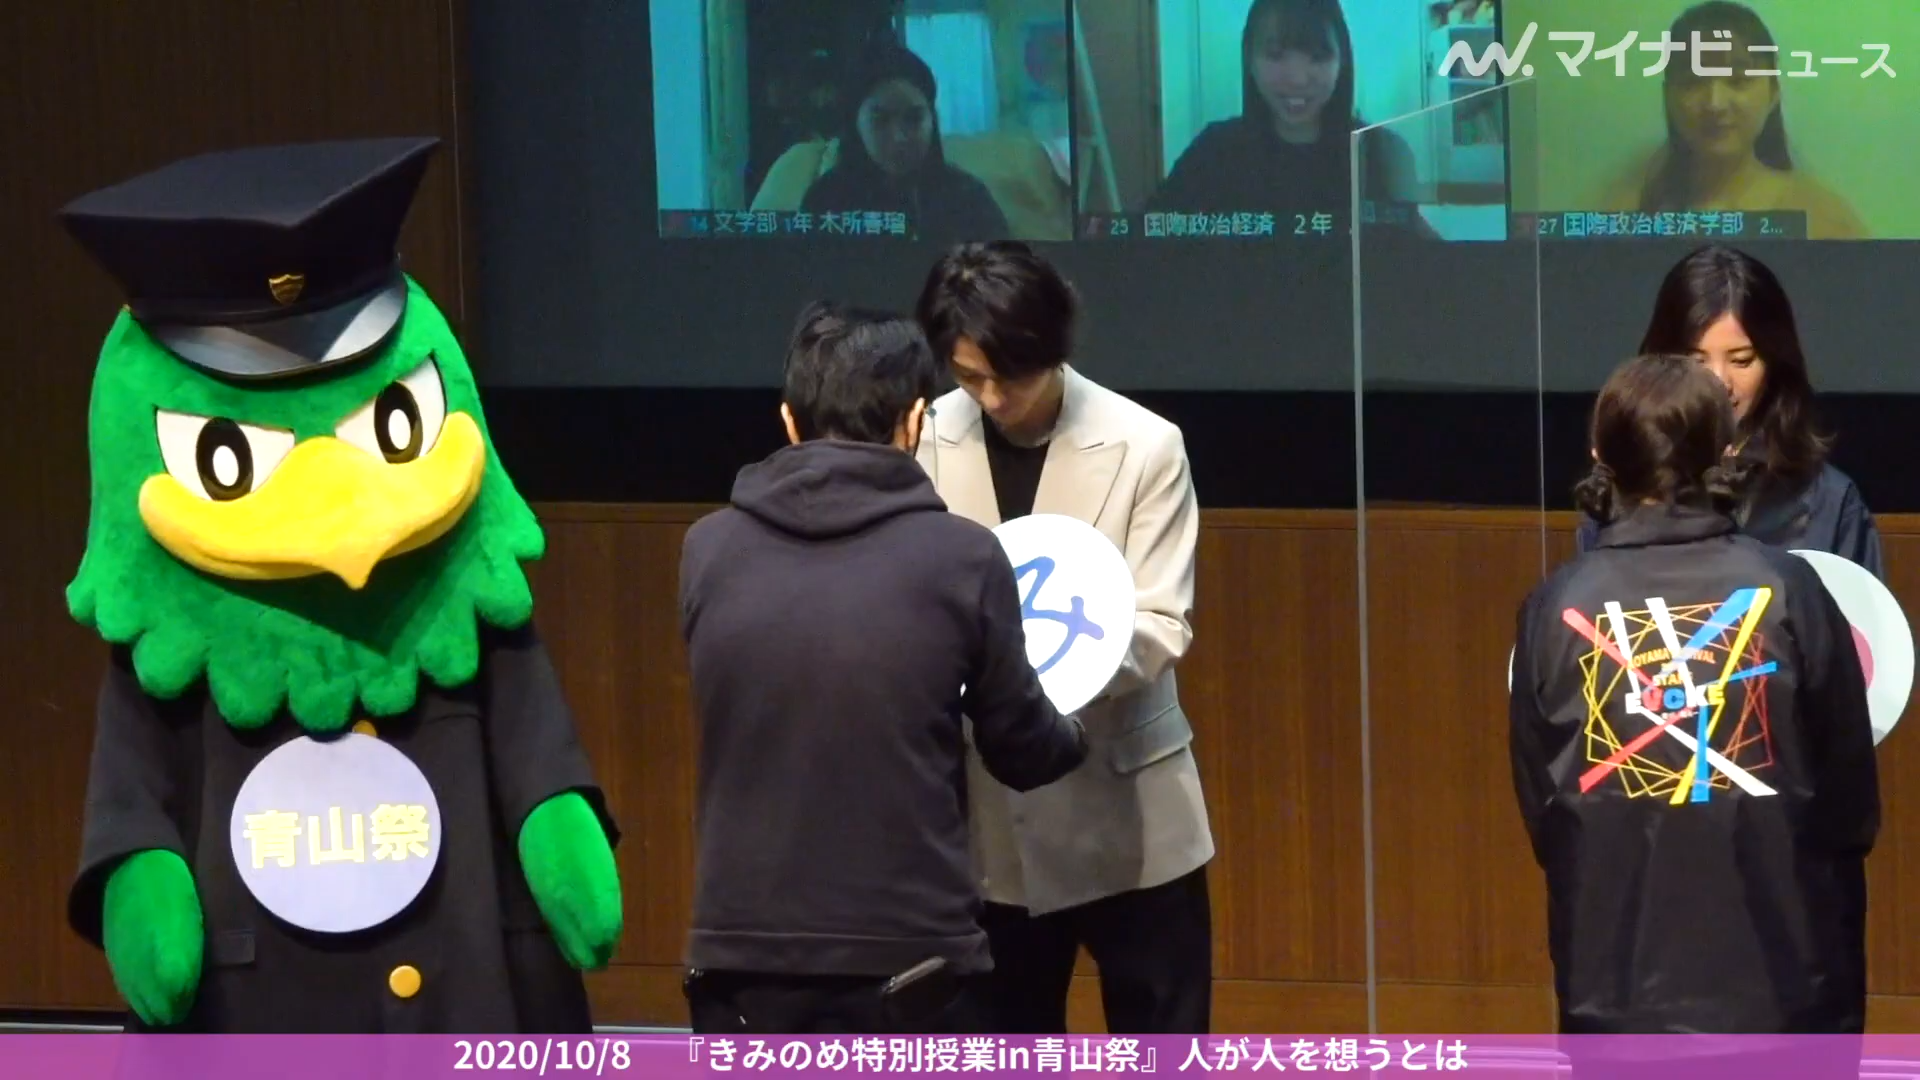 マイナビニュース
文学部 1年 木所春瑠
25 国際政治経済 2年
27 国際政治経済学部 2...
み
青山祭
2020/10/8 『きみのめ特別授業in青山祭』人が人を想うとは